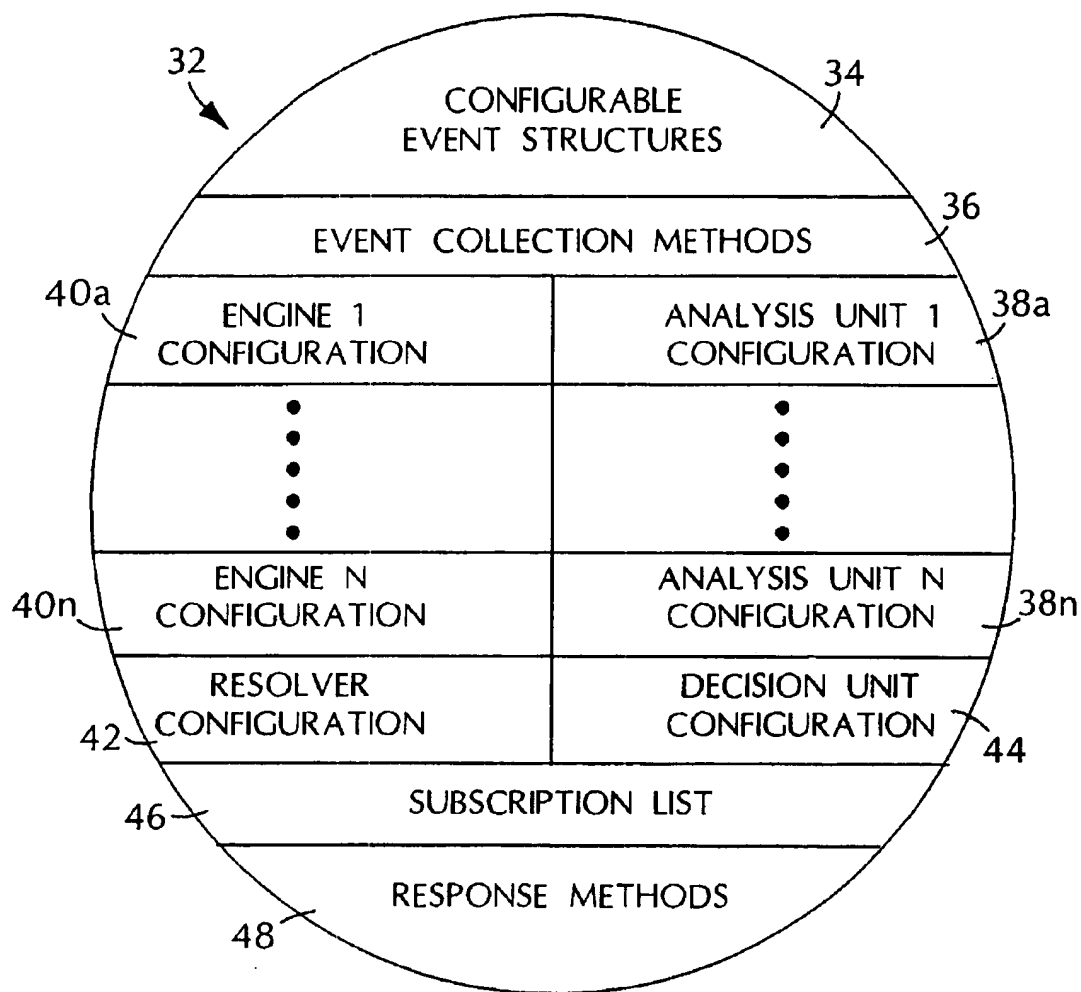 32
34
CONFIGURABLE
EVENT STRUCTURES
36
EVENT COLLECTION METHODS
40a
ENGINE 1
CONFIGURATION
ANALYSIS UNIT 1
CONFIGURATION
38a
40n
ENGINE N
CONFIGURATION
ANALYSIS UNIT N
CONFIGURATION
38n
42
RESOLVER
CONFIGURATION
DECISION UNIT
CONFIGURATION
44
46
SUBSCRIPTION LIST
48
RESPONSE METHODS